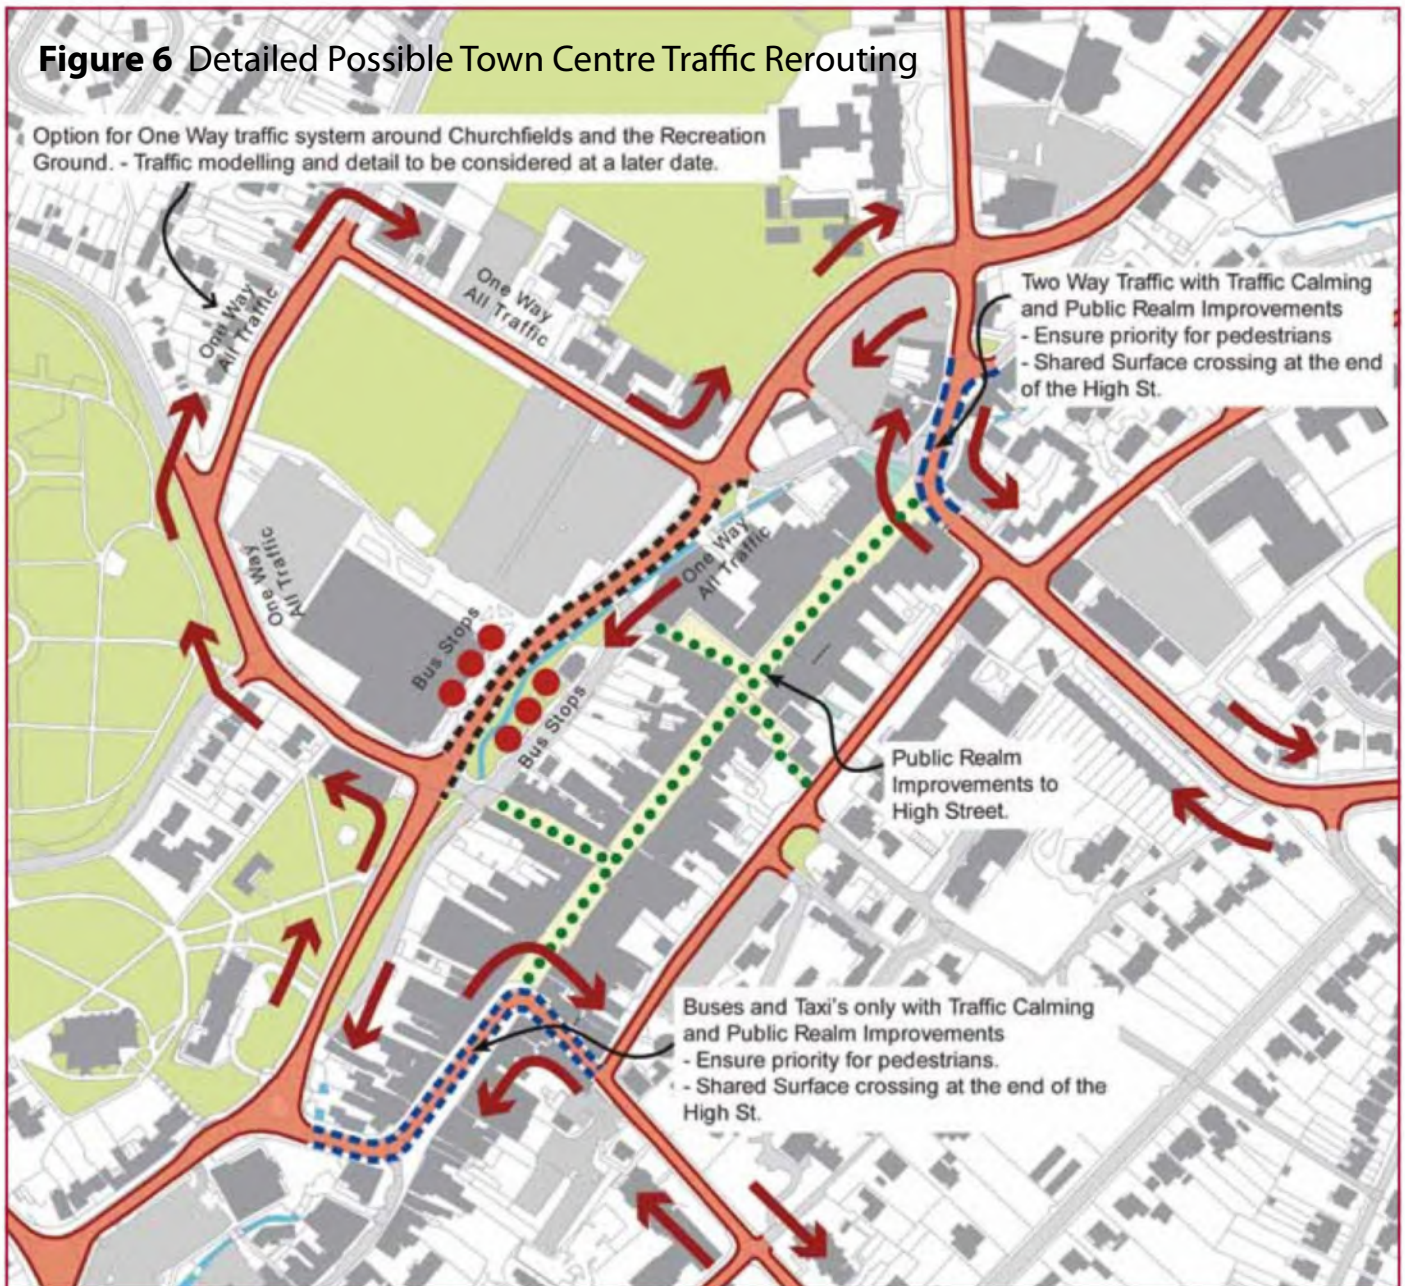 Figure 6 Detailed Possible Town Centre Traffic Rerouting
Option for One Way traffic system around Churchfields and the Recreation
Ground. - Traffic modelling and detail to be considered at a later date.
One Way
All Traffic
One Way
All Traffic
Two Way Traffic with Traffic Calming
and Public Realm Improvements
- Ensure priority for pedestrians
- Shared Surface crossing at the end
of the High St.
One Way
All Traffic
One Way
All Traffic
Bus Stops
Bus Stops
Public Realm
Improvements to
High Street.
Buses and Taxi's only with Traffic Calming
and Public Realm Improvements
- Ensure priority for pedestrians.
- Shared Surface crossing at the end of the
High St.